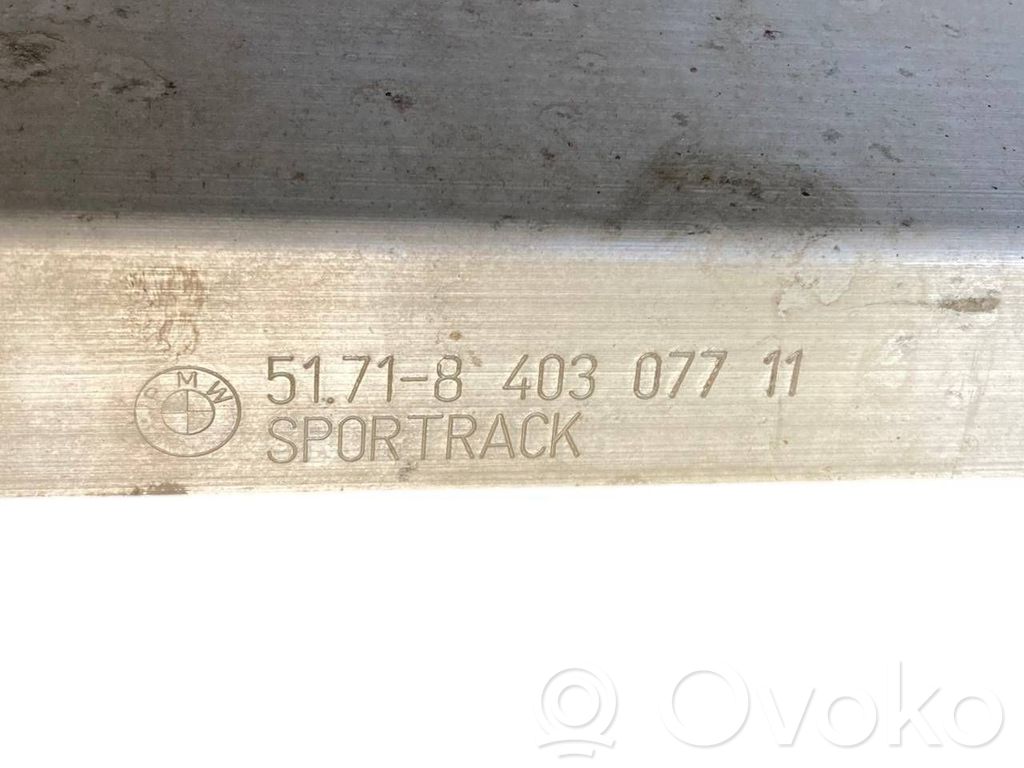 BMW
51.71-8 403 077 11
SPORTRACK
Ovoko